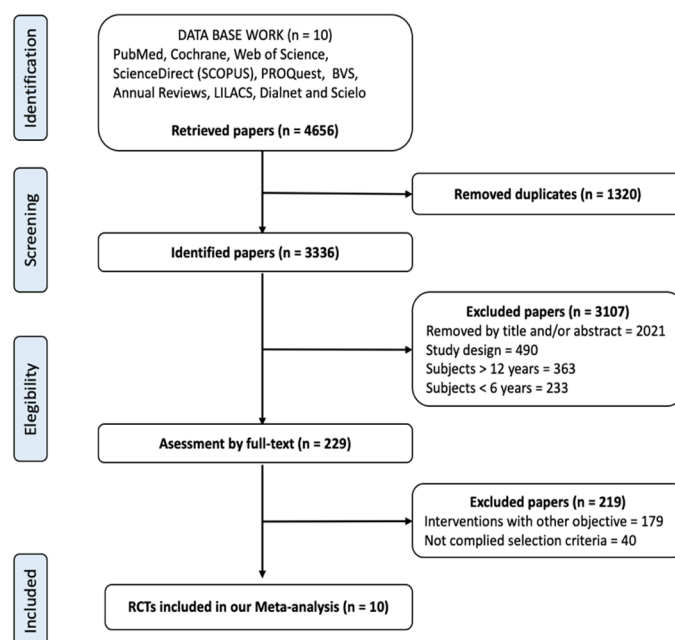 Identification
DATA BASE WORK (n = 10)
PubMed, Cochrane, Web of Science,
ScienceDirect (SCOPUS), PROQuest, BVS,
Annual Reviews, LILACS, Dialnet and Scielo
Retrieved papers (n = 4656)
Screening
Removed duplicates (n = 1320)
Identified papers (n = 3336)
Excluded papers (n = 3107)
Removed by title and/or abstract = 2021
Study design = 490
Subjects > 12 years = 363
Subjects < 6 years = 233
Elegibility
Asessment by full-text (n = 229)
Excluded papers (n = 219)
Interventions with other objective = 179
Not complied selection criteria = 40
Included
RCTs included in our Meta-analysis (n = 10)